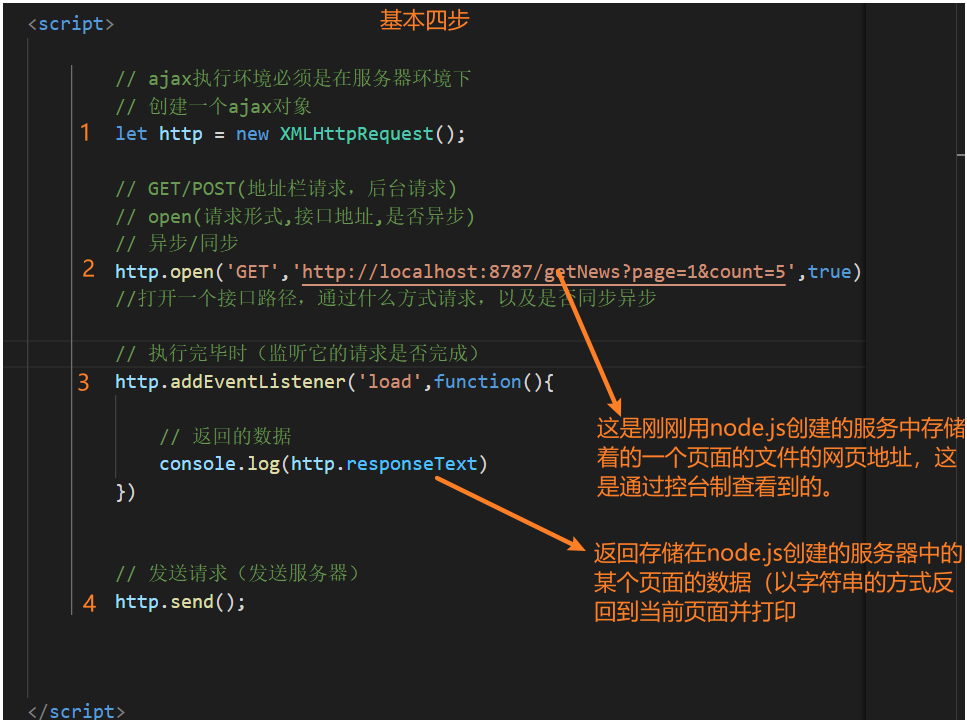 基本四步
<script>
// ajax执行环境必须是在服务器环境下
// 创建一个ajax对象
1 let http = new XMLHttpRequest();
// GET/POST(地址栏请求，后台请求)
// open(请求形式,接口地址,是否异步)
// 异步/同步
2 http.open('GET','http://localhost:8787/getNews?page=1&count=5',true)
//打开一个接口路径，通过什么方式请求，以及是否同步异步
// 执行完毕时（监听它的请求是否完成）
3 http.addEventListener('load',function(){
// 返回的数据
console.log(http.responseText)
})
这是刚刚用node.js创建的服务中存储
着的一个页面的文件的网页地址，这
是通过控台制查看到的。
返回存储在node.js创建的服务器中的
某个页面的数据（以字符串的方式反
回到当前页面并打印
// 发送请求（发送服务器）
4 http.send();
</script>